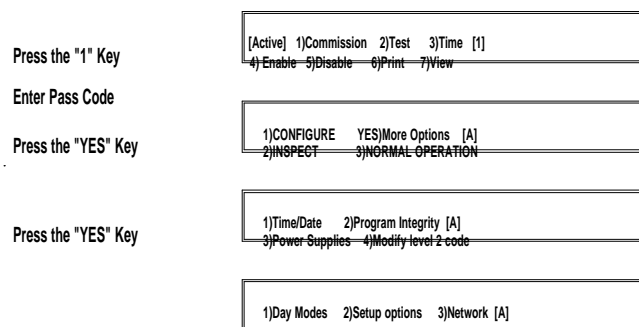 [Active] 1)Commission 2)Test 3)Time [1]
Press the "1" Key
4) Enable 5)Disable 6)Print 7)View
Enter Pass Code
1)CONFIGURE YES)More Options [A]
Press the "YES" Key
2)INSPECT 3)NORMAL OPERATION
1)Time/Date 2)Program Integrity [A]
Press the "YES" Key
3)Power Supplies 4)Modify level 2 code
1)Day Modes 2)Setup options 3)Network [A]